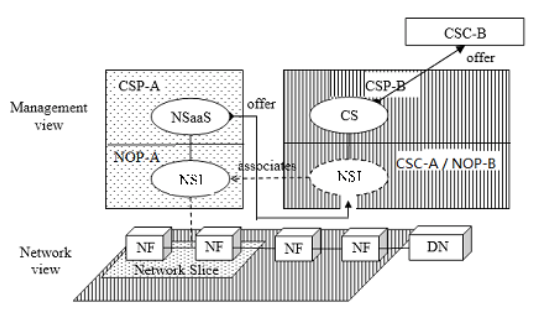 CSC-B
offer
CSP-A
CSP-B
Management
view
NSaaS
offer
CS
NOP-A
associates
CSC-A / NOP-B
NSI
NSI
NF
NF
NF
NF
DN
Network
view
Network Slice